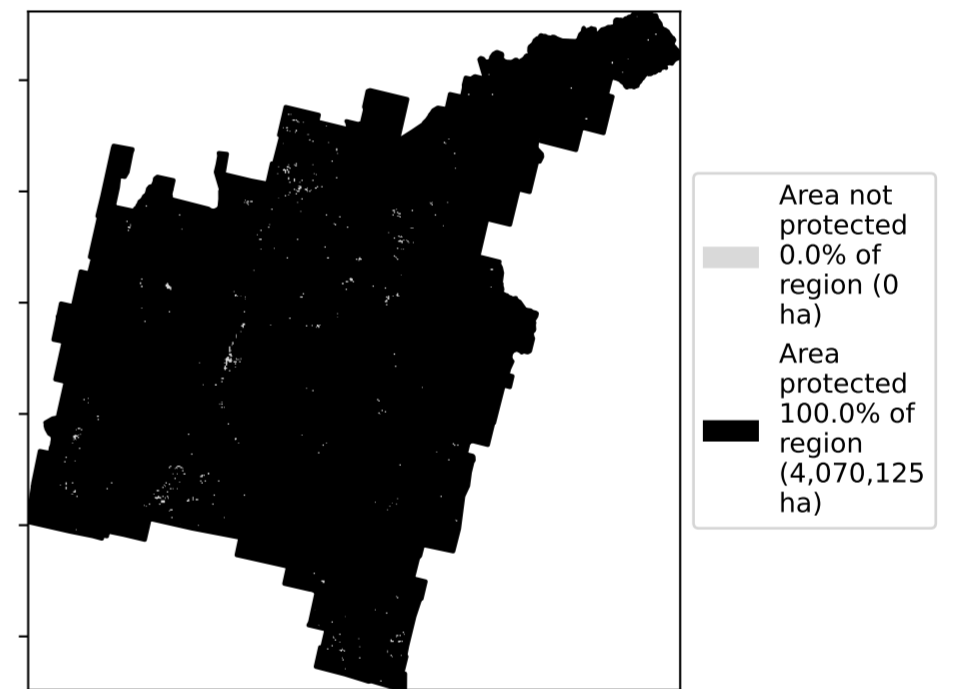 Area not
protected
0.0% of
region (0
ha)
Area
protected
100.0% of
region
(4,070,125
ha)